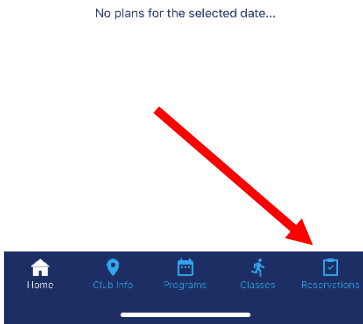 No plans for the selected date...
Home Club Info Programs Classes Reservations